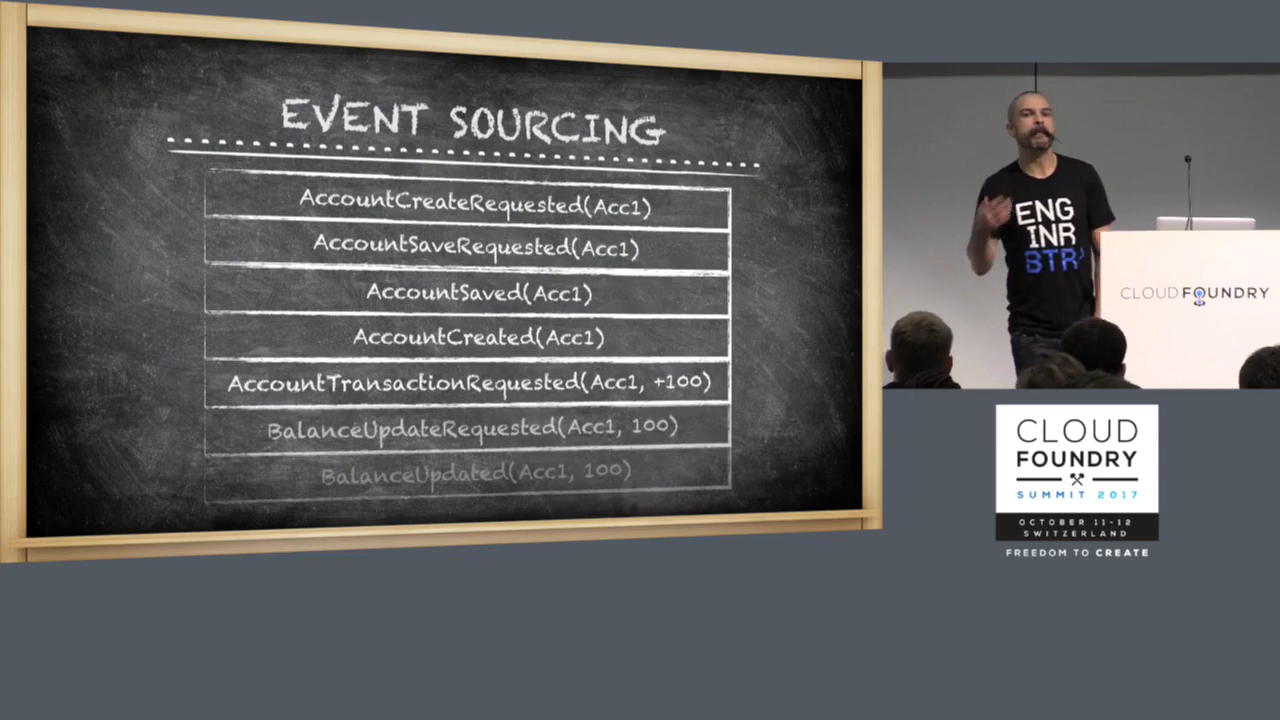 EVENT SOURCING
AccountCreateRequested(Acc1)
AccountSaveRequested(Acc1)
AccountSaved(Acc1)
AccountCreated(Acc1)
AccountTransactionRequested(Acc1, +100)
BalanceUpdateRequested(Acc1, 100)
BalanceUpdated(Acc1, 100)
ENG
INR
BTR
CLOUD FOUNDRY
CLOUD
FOUNDRY
SUMMIT 2017
OCTOBER 11-12
SWITZERLAND
FREEDOM TO CREATE